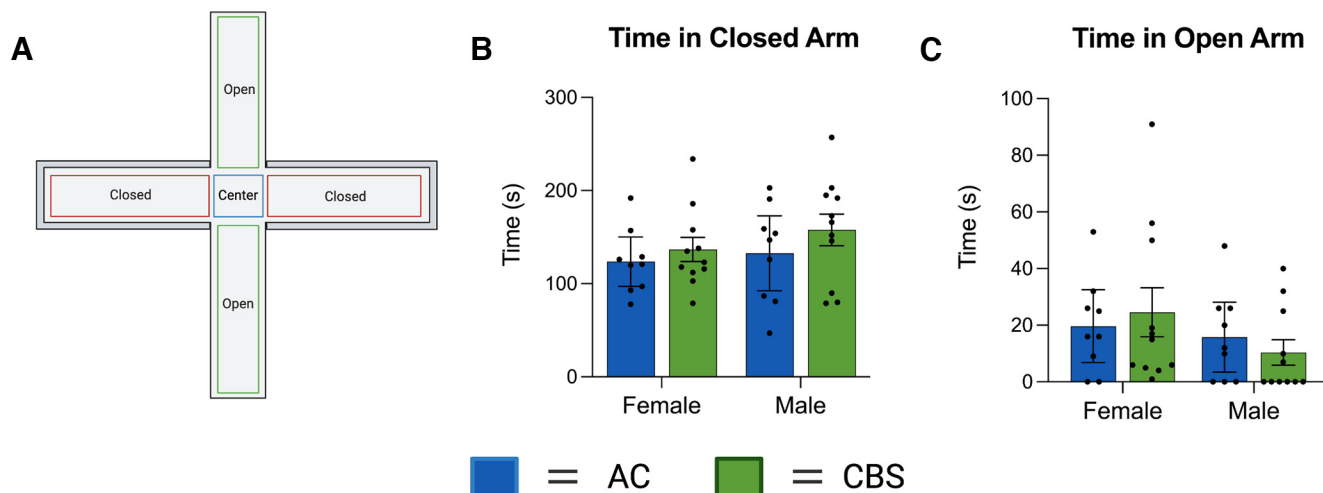 A
Open
Closed
Center
Closed
Open
B
Time in Closed Arm
Time (s)
300
200
100
0
Female
Male
C
Time in Open Arm
Time (s)
100
80
60
40
20
0
Female
Male
= AC
= CBS